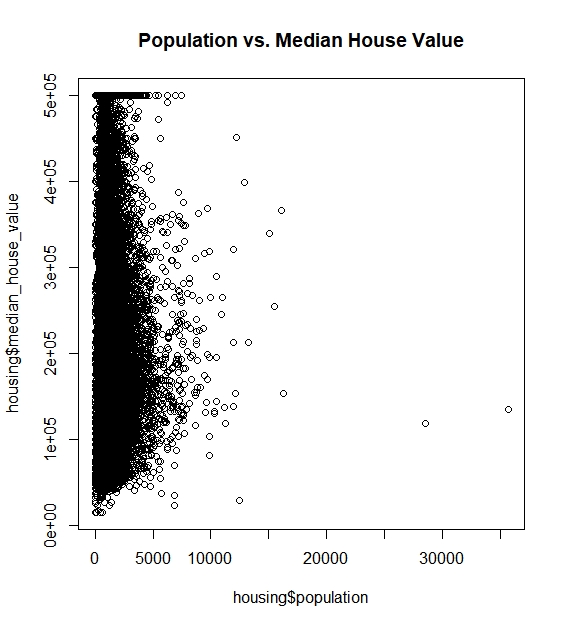 Population vs. Median House Value
housing$median_house_value
5e+05
4e+05
3e+05
2e+05
1e+05
0e+00
0 5000 10000 20000 30000
housing$population